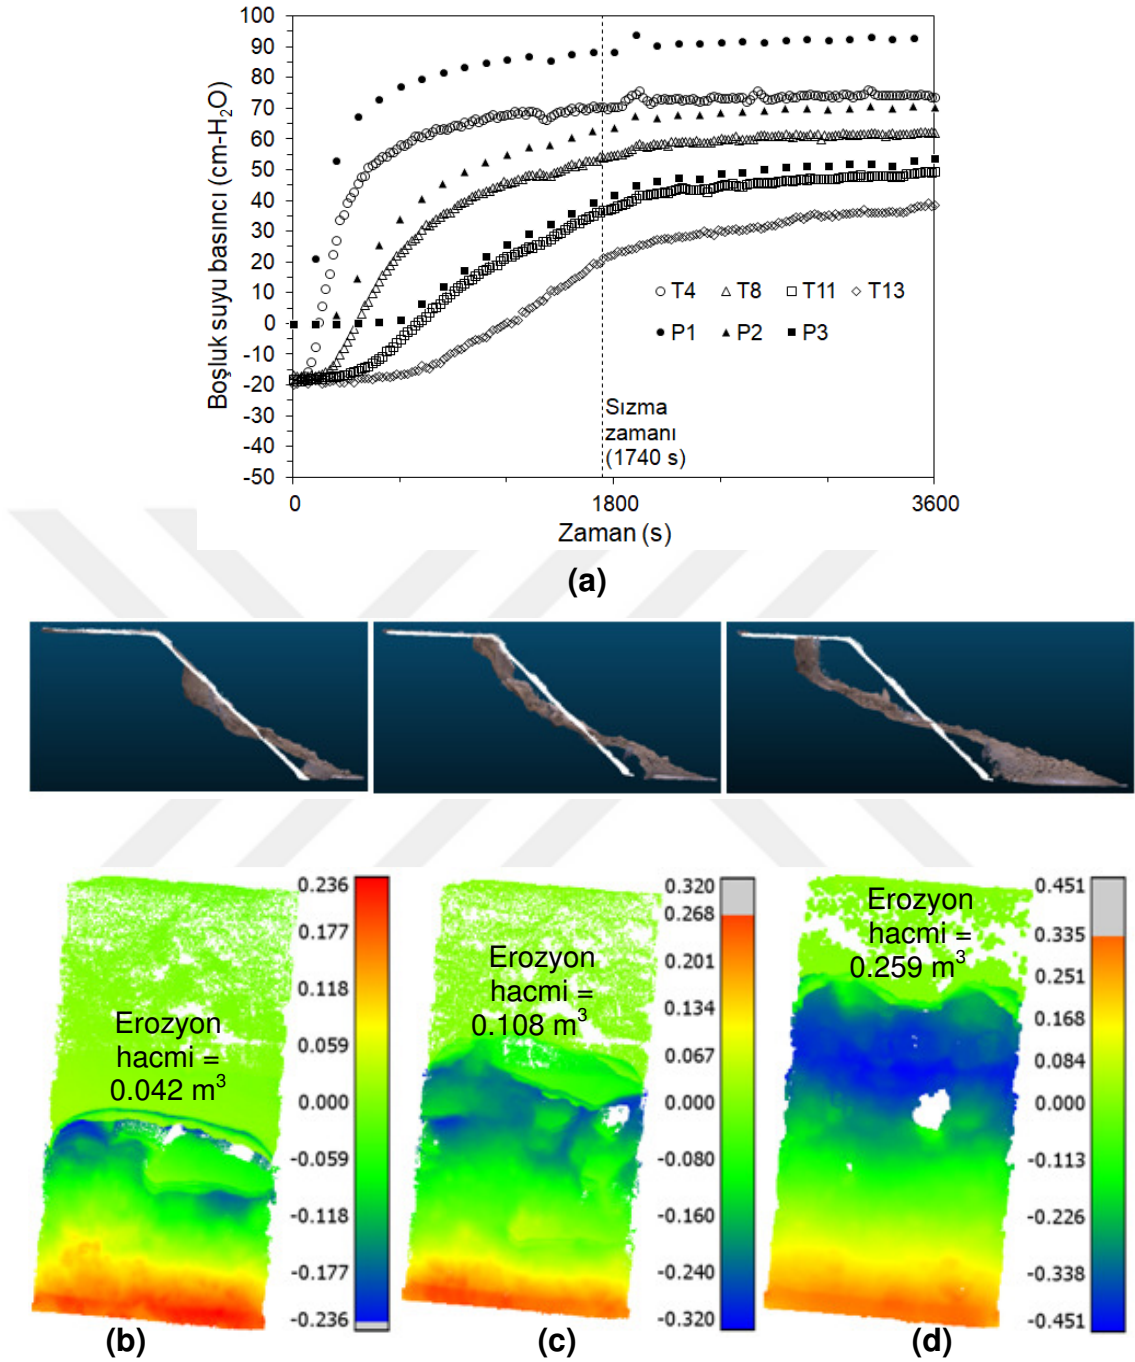 100
90
80
70
60
50
40
30
20
10
0
-10
-20
-30
-40
-50
Boşluk suyu basıncı (cm-H₂O)
T4 T8 T11 T13
P1 P2 P3
Sızma
zamanı
(1740 s)
0 1800 3600
Zaman (s)
(a)
Erozyon
hacmi =
0.042 m³
0.236
0.177
0.118
0.059
0.000
-0.059
-0.118
-0.177
-0.236
(b)
Erozyon
hacmi =
0.108 m³
0.320
0.268
0.201
0.134
0.067
0.000
-0.080
-0.160
-0.240
-0.320
(c)
Erozyon
hacmi =
0.259 m³
0.451
0.335
0.251
0.168
0.084
0.000
-0.113
-0.226
-0.338
-0.451
(d)